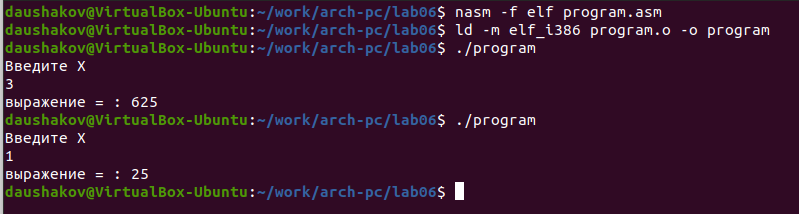 daushakov@VirtualBox-Ubuntu:~/work/arch-pc/lab06$ nasm -f elf program.asm
daushakov@VirtualBox-Ubuntu:~/work/arch-pc/lab06$ ld -m elf_i386 program.o -o program
daushakov@VirtualBox-Ubuntu:~/work/arch-pc/lab06$ ./program
Введите X
3
выражение = : 625
daushakov@VirtualBox-Ubuntu:~/work/arch-pc/lab06$ ./program
Введите X
1
выражение = : 25
daushakov@VirtualBox-Ubuntu:~/work/arch-pc/lab06$